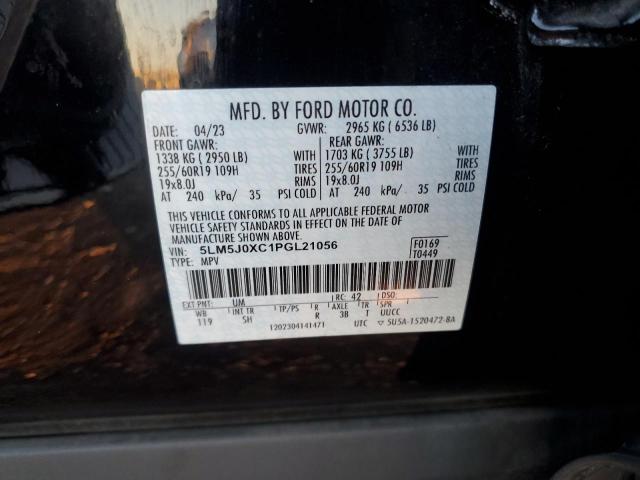 MFD. BY FORD MOTOR CO.
DATE: 04/23 GVWR: 2965 KG ( 6536 LB)
FRONT GAWR: REAR GAWR:
1338 KG ( 2950 LB) WITH 1703 KG ( 3755 LB) WITH
255/60R19 109H TIRES 255/60R19 109H TIRES
19x8.0J RIMS 19x8.0J RIMS
AT 240 kPa/ 35 PSI COLD AT 240 kPa/ 35 PSI COLD
THIS VEHICLE CONFORMS TO ALL APPLICABLE FEDERAL MOTOR
VEHICLE SAFETY STANDARDS IN EFFECT ON THE DATE OF
MANUFACTURE SHOWN ABOVE.
VIN: 5LM5J0XC1PGL21056 F0169
TYPE: MPV T0449
EXT PNT: UM RC: 42 DSO:
WB INT TR TP/PS R AXLE TR SPR
119 SH R 3B T UUCC
1202304141471 UTC ▽ 5U5A-1520472-BA